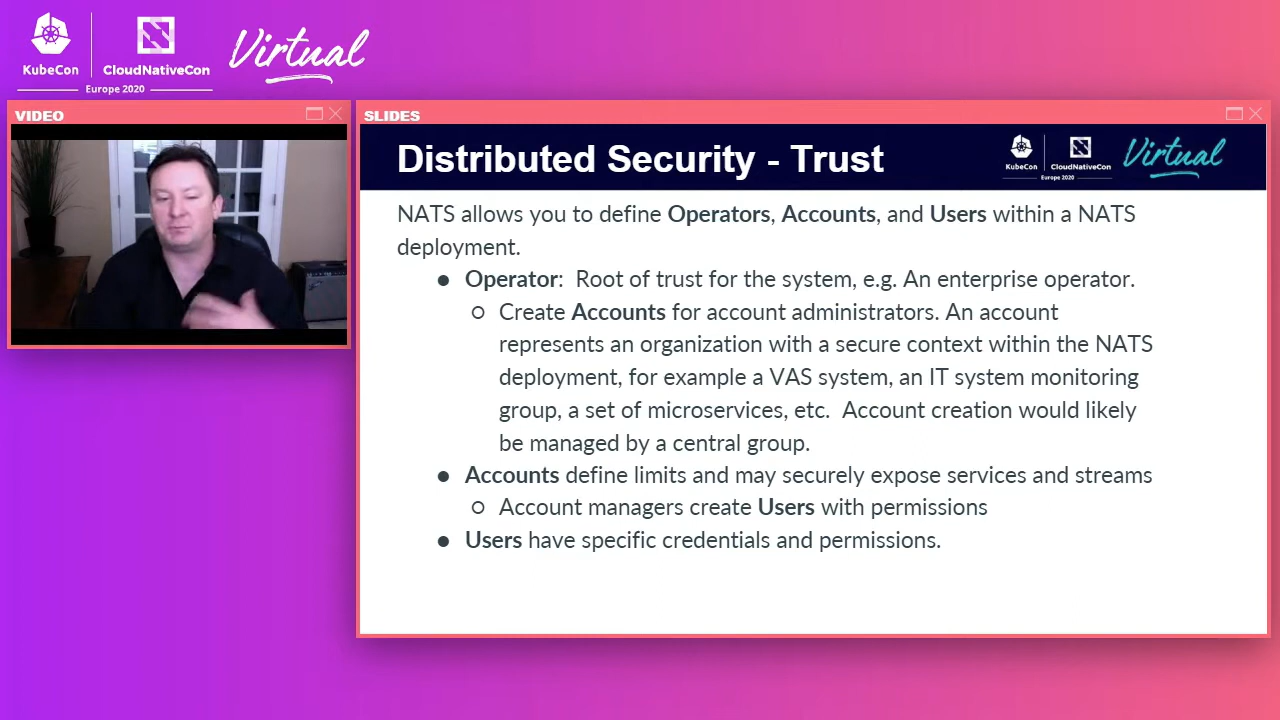 KubeCon
CloudNativeCon
Europe 2020
Virtual
VIDEO
SLIDES
Distributed Security - Trust
KubeCon
CloudNativeCon
Europe 2020
Virtual
NATS allows you to define Operators, Accounts, and Users within a NATS
deployment.
● Operator:  Root of trust for the system, e.g. An enterprise operator.
○ Create Accounts for account administrators. An account
represents an organization with a secure context within the NATS
deployment, for example a VAS system, an IT system monitoring
group, a set of microservices, etc.  Account creation would likely
be managed by a central group.
● Accounts define limits and may securely expose services and streams
○ Account managers create Users with permissions
● Users have specific credentials and permissions.